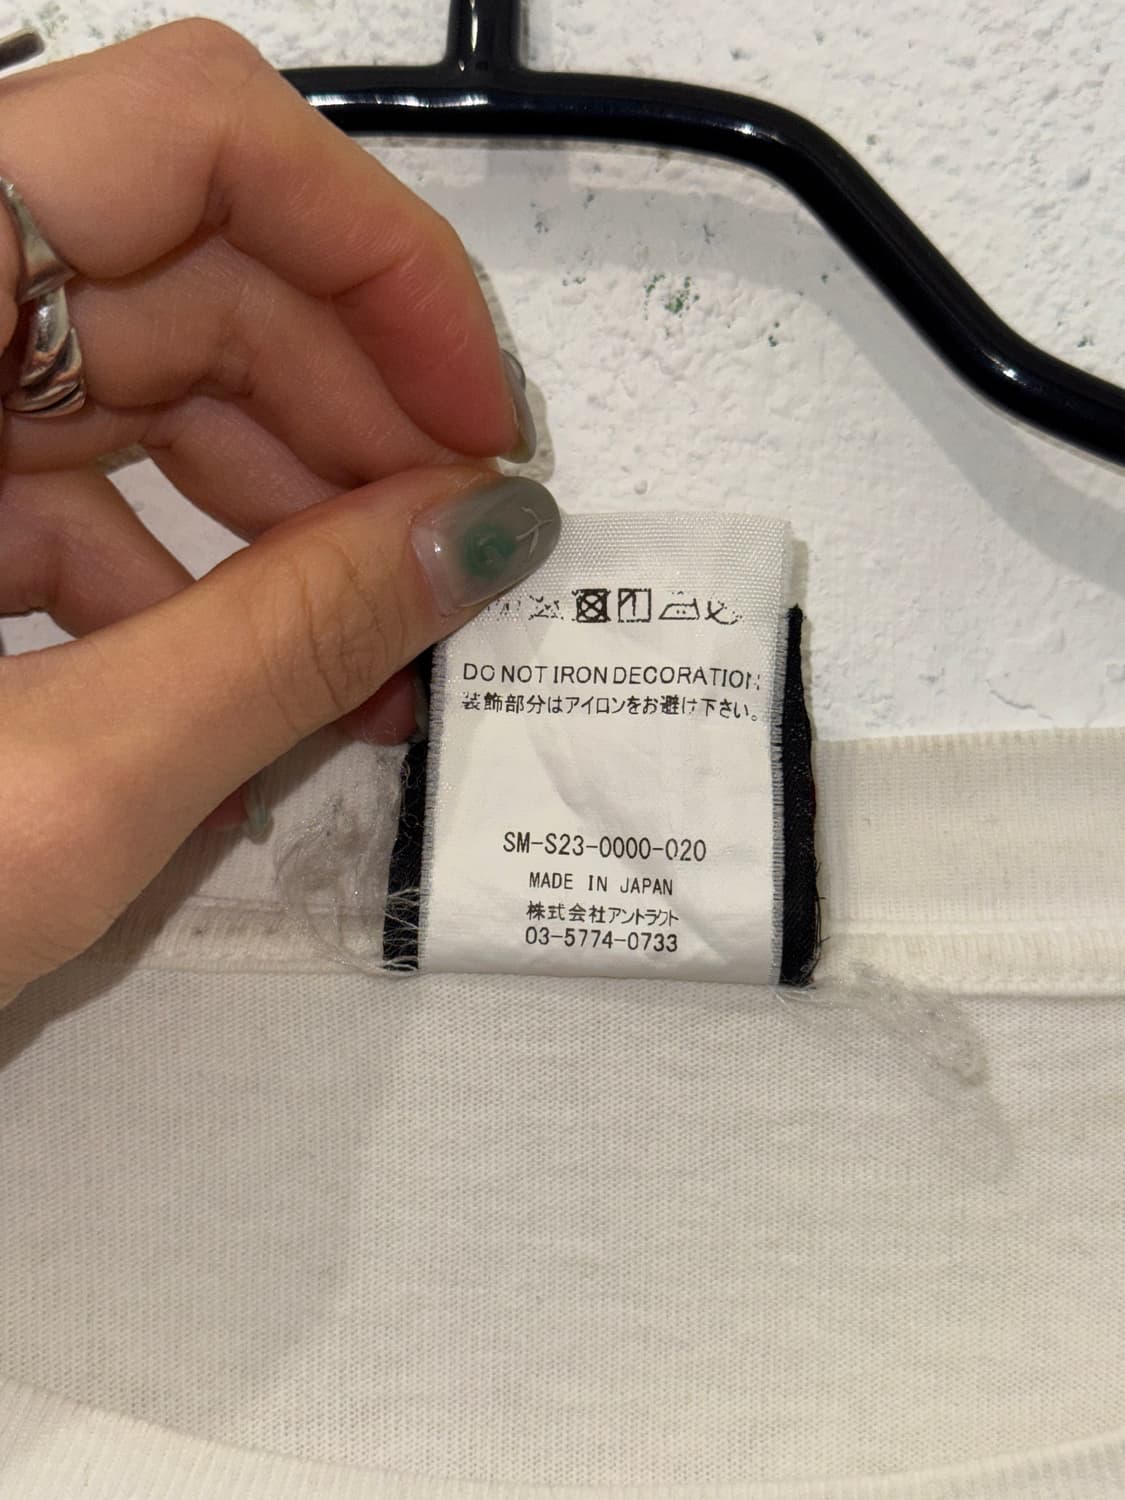 DO NOT IRON DECORATION
装飾部分はアイロンをお避け下さい。
SM-S23-0000-020
MADE IN JAPAN
株式会社アントラクト
03-5774-0733